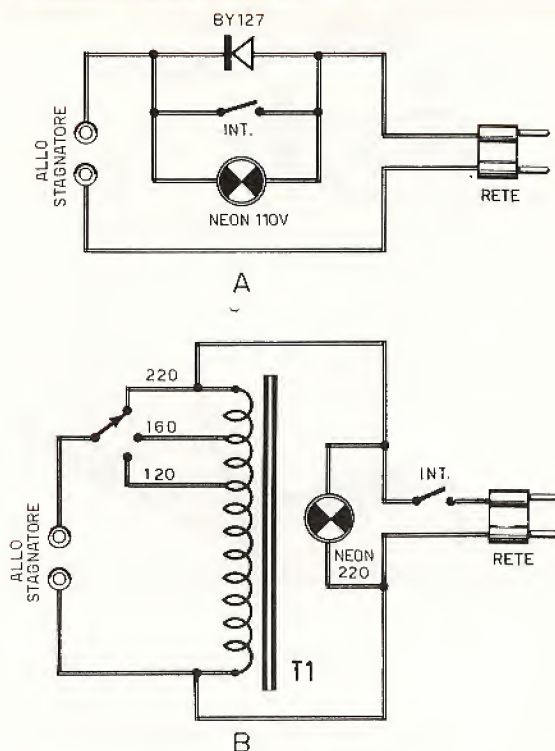 BY127
ALLO
STAGNATORE
INT.
NEON 110V
RETE
A
220
160
120
ALLO
STAGNATORE
INT.
NEON
220
RETE
T1
B